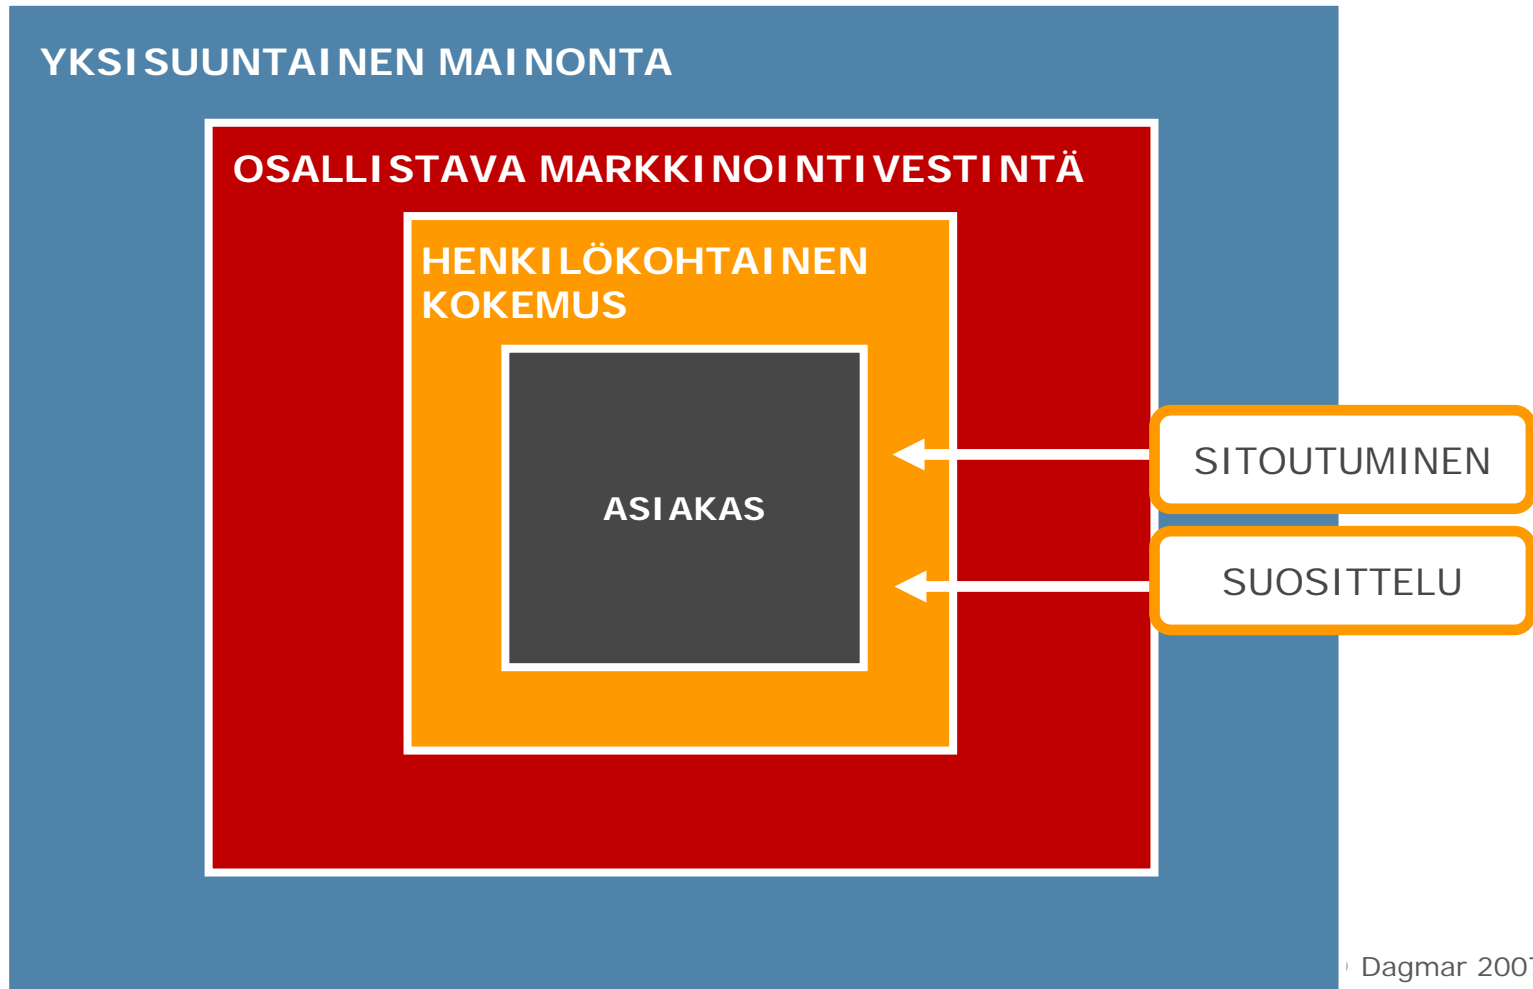 YKSISUUNTAINEN MAINONTA
OSALLISTAVA MARKKINOINTIVESTINTÄ
HENKILÖKOHTAINEN
KOKEMUS
SITOUTUMINEN
ASIAKAS
SUOSITTELU
Dagmar